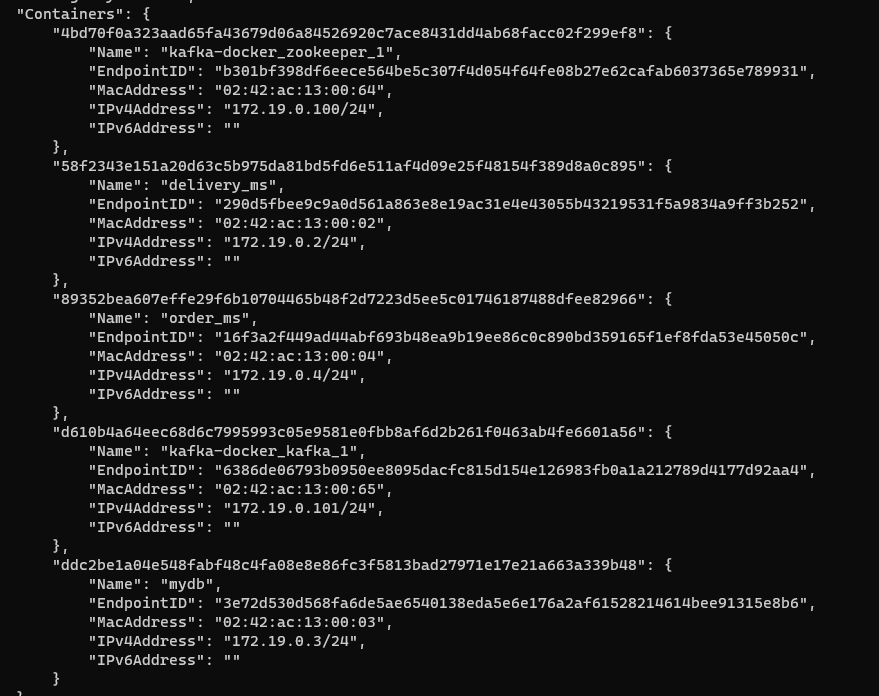 "Containers": {
"4bd70f0a323aad65fa43679d06a84526920c7ace8431dd4ab68facc02f299ef8": {
"Name": "kafka-docker_zookeeper_1",
"EndpointID": "b301bf398df6eece564be5c307f4d054f64fe08b27e62cafab6037365e789931",
"MacAddress": "02:42:ac:13:00:64",
"IPv4Address": "172.19.0.100/24",
"IPv6Address": ""
},
"58f2343e151a20d63c5b975da81bd5fd6e511af4d09e25f48154f389d8a0c895": {
"Name": "delivery_ms",
"EndpointID": "290d5fbee9c9a0d561a863e8e19ac31e4e43055b43219531f5a9834a9ff3b252",
"MacAddress": "02:42:ac:13:00:02",
"IPv4Address": "172.19.0.2/24",
"IPv6Address": ""
},
"89352bea607effe29f6b10704465b48f2d7223d5ee5c01746187488dfee82966": {
"Name": "order_ms",
"EndpointID": "16f3a2f449ad44abf693b48ea9b19ee86c0c890bd359165f1ef8fda53e45050c",
"MacAddress": "02:42:ac:13:00:04",
"IPv4Address": "172.19.0.4/24",
"IPv6Address": ""
},
"d610b4a64eec68d6c7995993c05e9581e0fbb8af6d2b261f0463ab4fe6601a56": {
"Name": "kafka-docker_kafka_1",
"EndpointID": "6386de06793b0950ee8095dacfc815d154e126983fb0a1a212789d4177d92aa4",
"MacAddress": "02:42:ac:13:00:65",
"IPv4Address": "172.19.0.101/24",
"IPv6Address": ""
},
"ddc2be1a04e548fabf48c4fa08e8e86fc3f5813bad27971e17e21a663a339b48": {
"Name": "mydb",
"EndpointID": "3e72d530d568fa6de5ae6540138eda5e6e176a2af61528214614bee91315e8b6",
"MacAddress": "02:42:ac:13:00:03",
"IPv4Address": "172.19.0.3/24",
"IPv6Address": ""
}